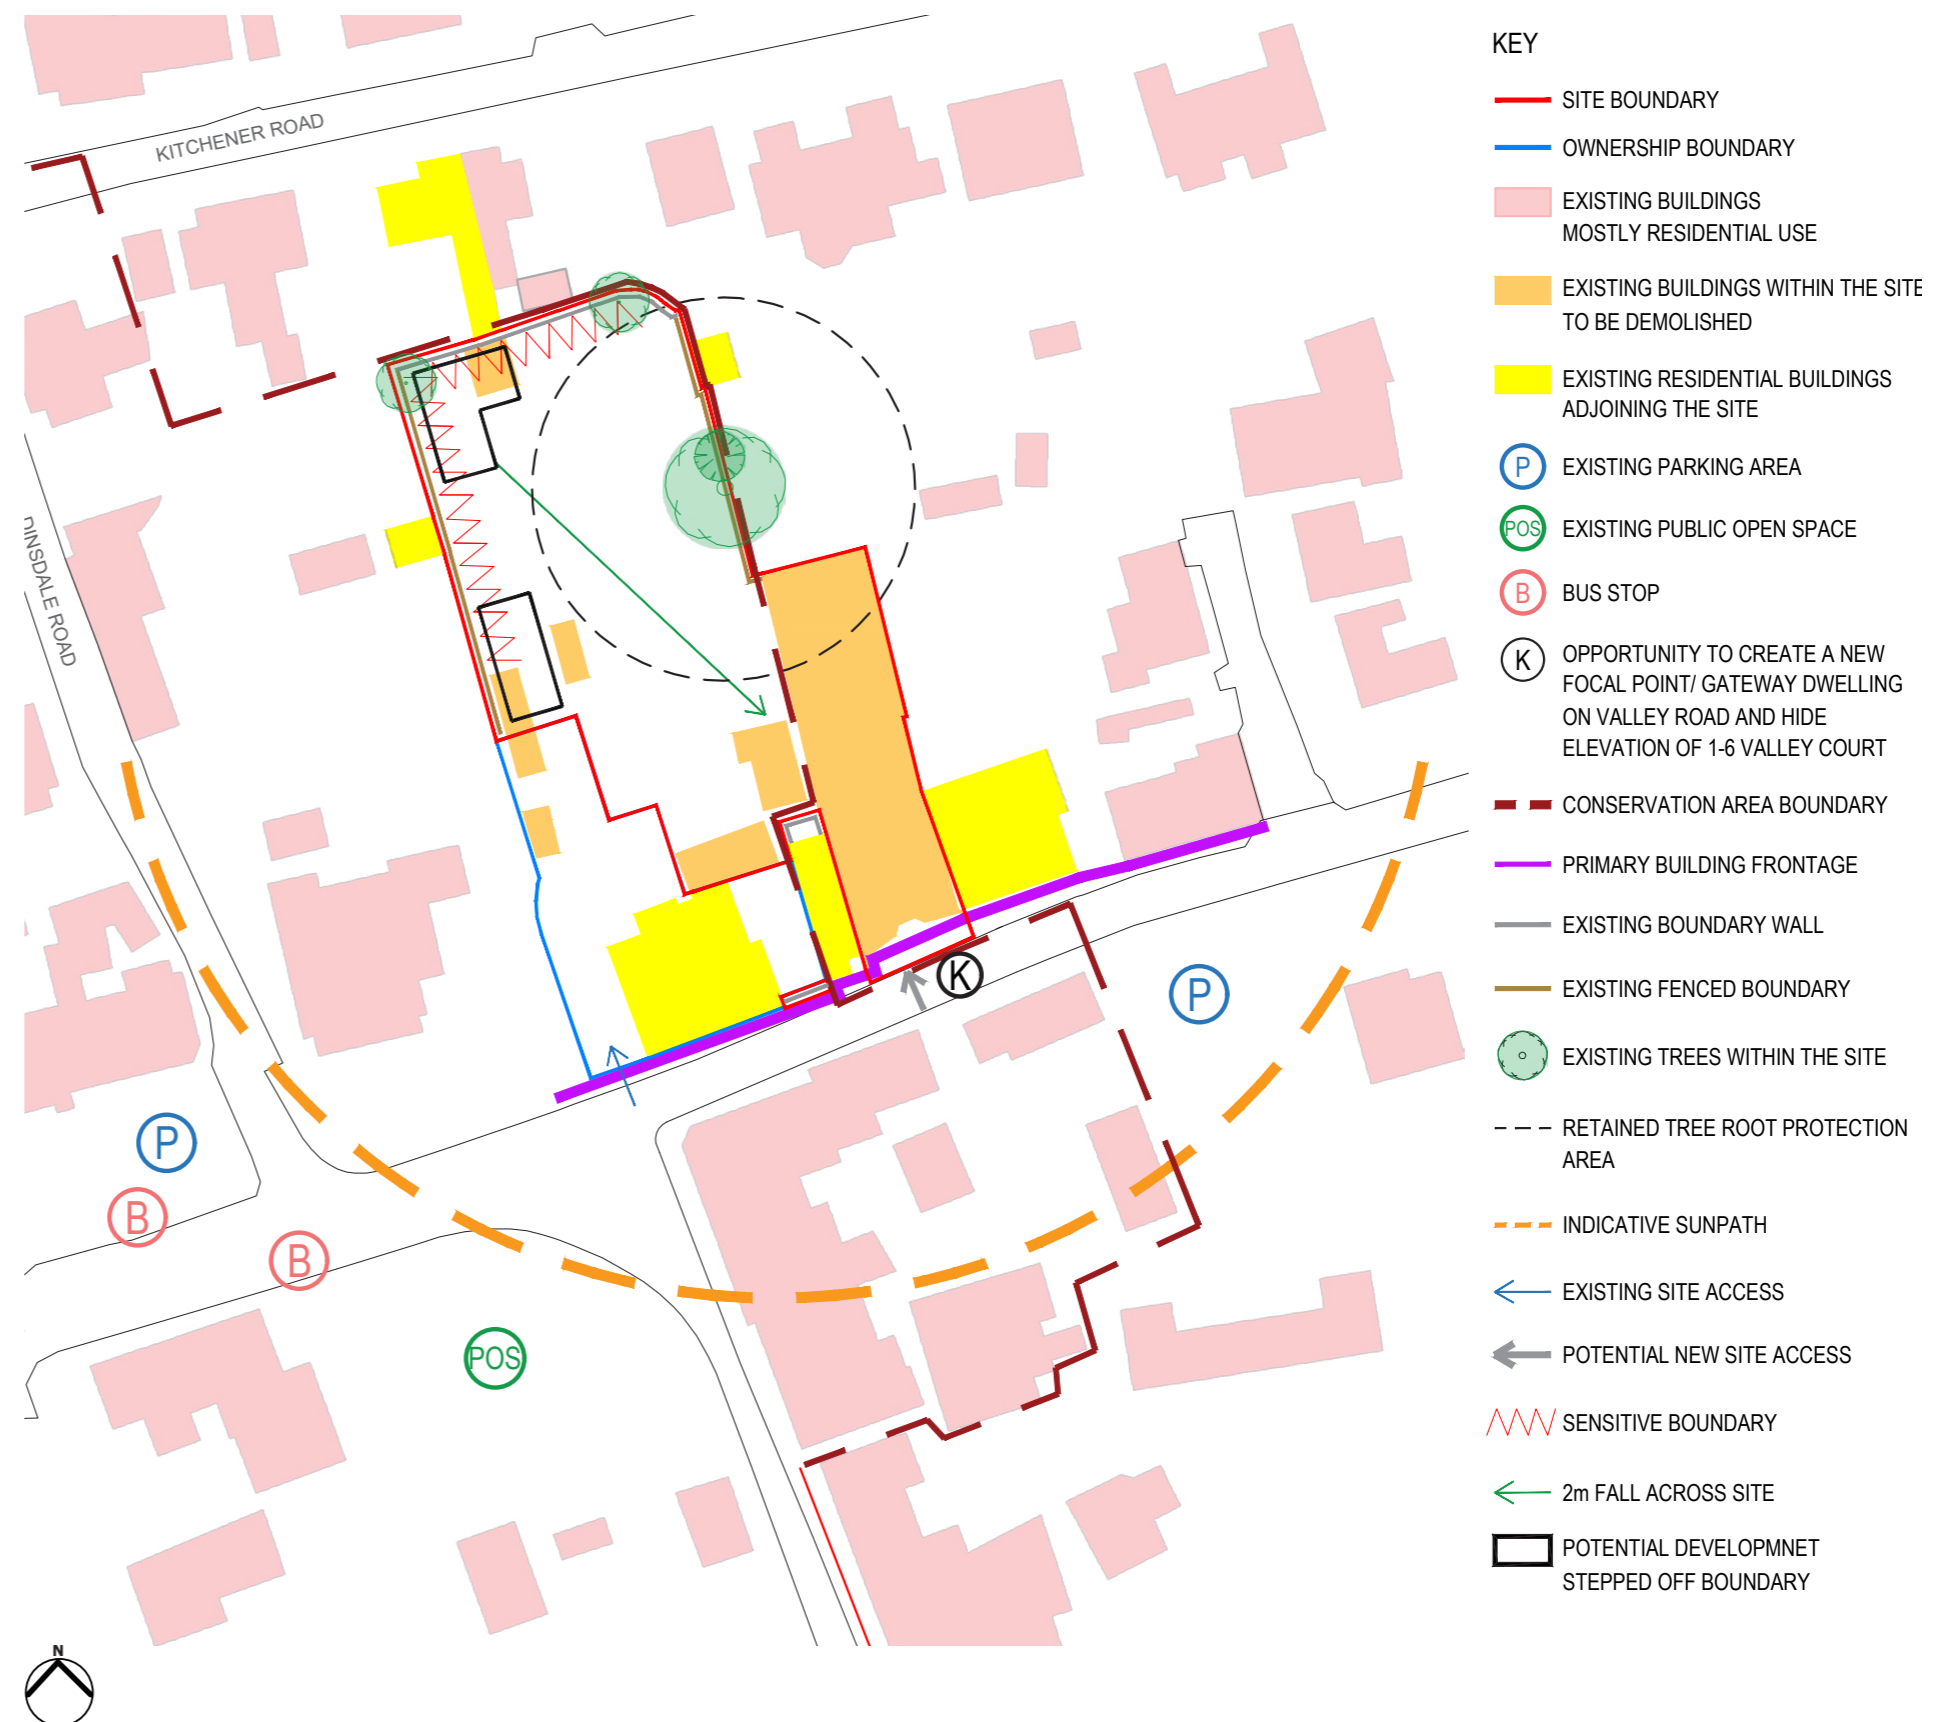 KITCHENER ROAD
DINSDALE ROAD
K
P
P
B
B
POS
N
KEY
SITE BOUNDARY
OWNERSHIP BOUNDARY
EXISTING BUILDINGS
MOSTLY RESIDENTIAL USE
EXISTING BUILDINGS WITHIN THE SITE
TO BE DEMOLISHED
EXISTING RESIDENTIAL BUILDINGS
ADJOINING THE SITE
P EXISTING PARKING AREA
POS EXISTING PUBLIC OPEN SPACE
B BUS STOP
K OPPORTUNITY TO CREATE A NEW
FOCAL POINT/ GATEWAY DWELLING
ON VALLEY ROAD AND HIDE
ELEVATION OF 1-6 VALLEY COURT
CONSERVATION AREA BOUNDARY
PRIMARY BUILDING FRONTAGE
EXISTING BOUNDARY WALL
EXISTING FENCED BOUNDARY
EXISTING TREES WITHIN THE SITE
RETAINED TREE ROOT PROTECTION
AREA
INDICATIVE SUNPATH
EXISTING SITE ACCESS
POTENTIAL NEW SITE ACCESS
SENSITIVE BOUNDARY
2m FALL ACROSS SITE
POTENTIAL DEVELOPMNET
STEPPED OFF BOUNDARY